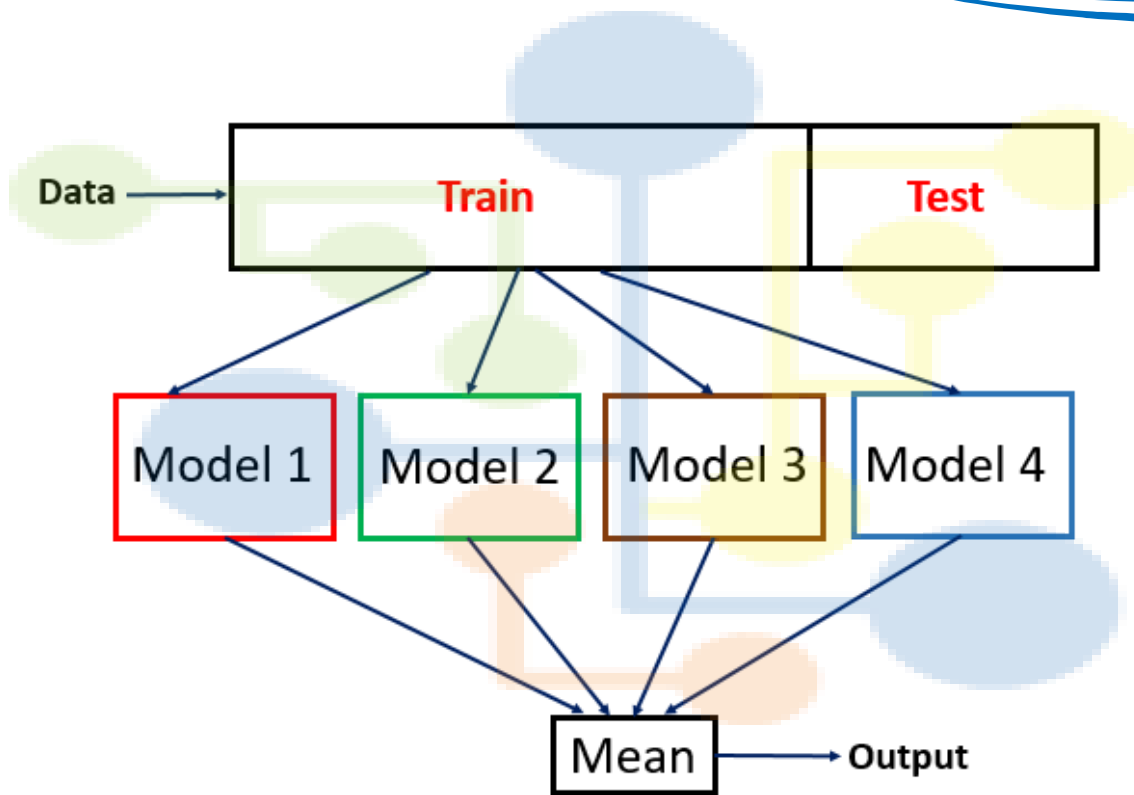 Data
Train
Test
Model 1
Model 2
Model 3
Model 4
Mean
Output